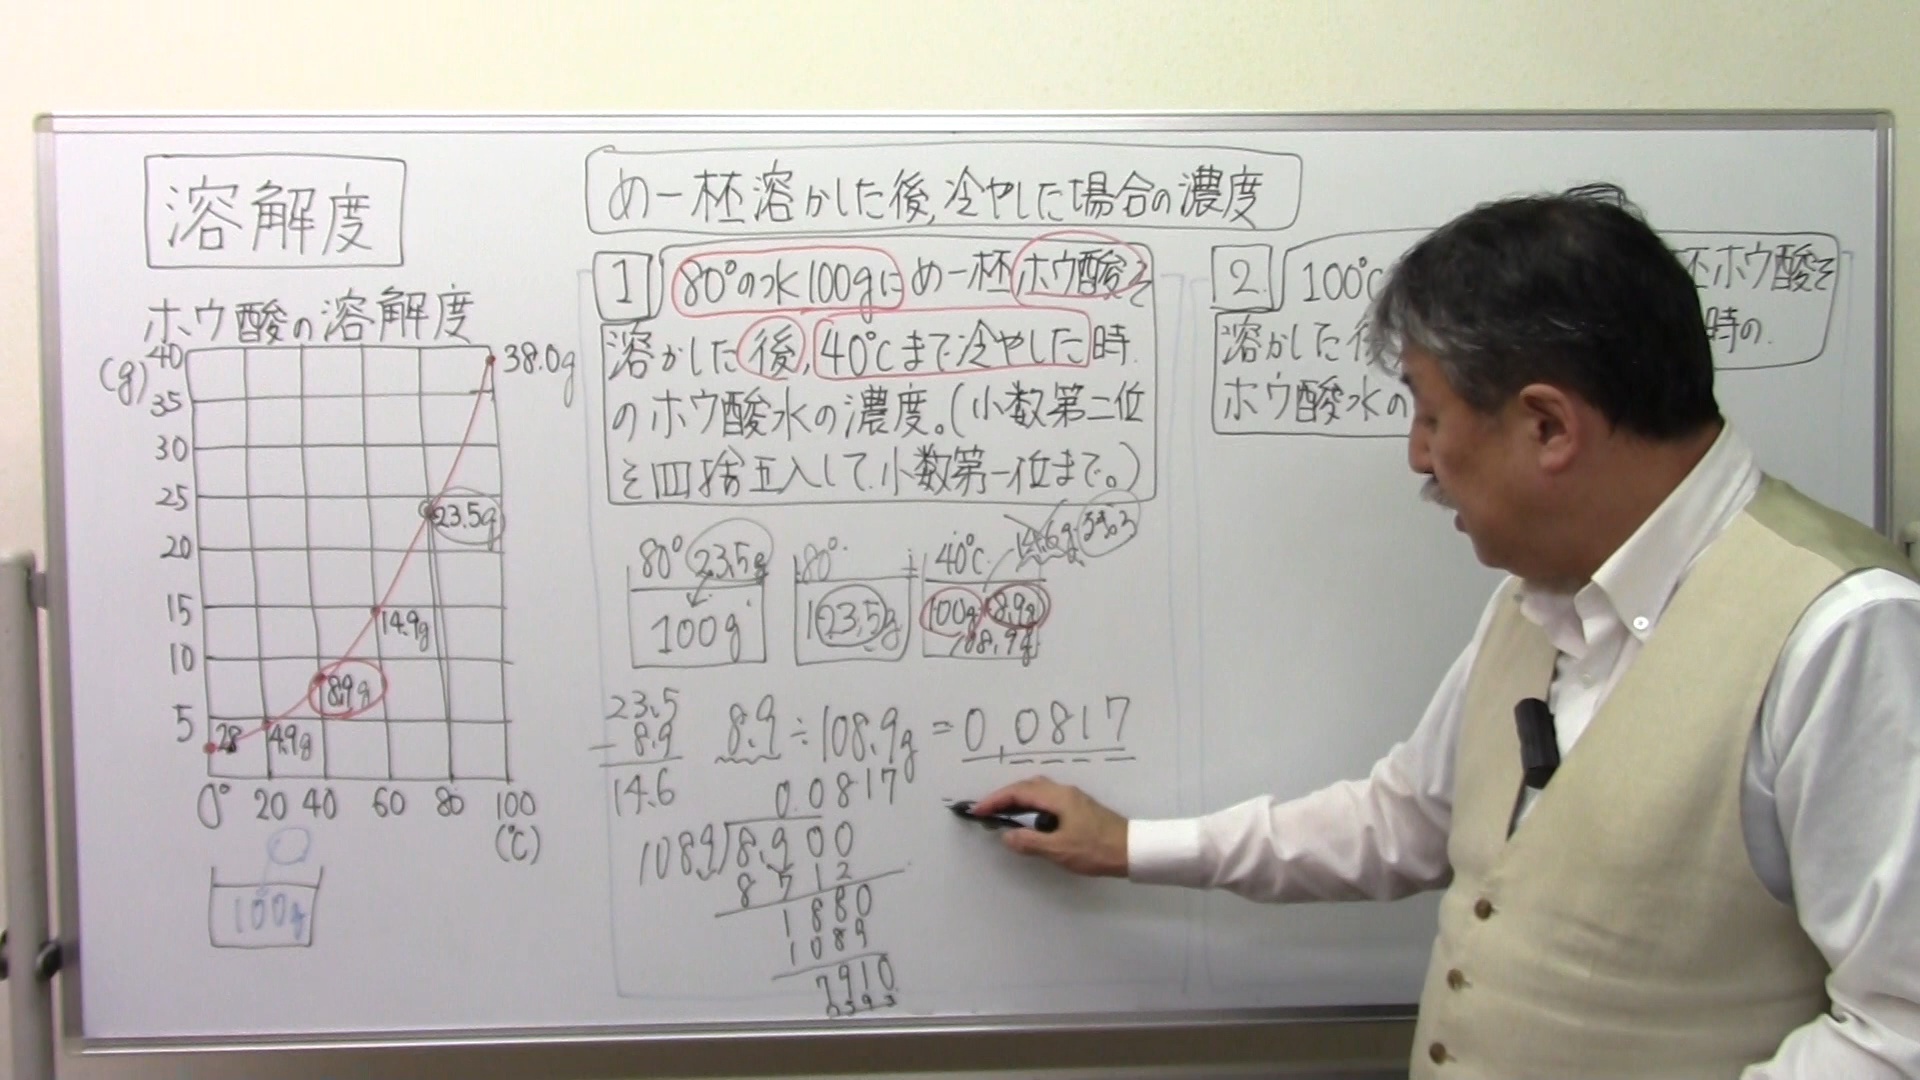 溶解度
ホウ酸の溶解度
(g)
40
35
30
25
20
15
10
5
0° 20 40 60 80 100
(℃)
38.0g
23.5g
14.9g
8.9g
4.9g
28
100g
め一杯溶かした後,冷やした場合の濃度
1 80°の水100gにめ一杯ホウ酸を
溶かした後,40℃まで冷やした時
のホウ酸水の濃度。(小数第二位
を四捨五入して小数第一位まで。)
80° 23.5g
100g
80°
123.5g
40℃ 14.6g
100g 8.9g
108.9g
23.5
- 8.9
14.6
8.9÷108.9g=0.0817
0.0817
108.9)8.900
8712
1880
1089
7910
2 100℃
杯ホウ酸を
溶かした後
時の
ホウ酸水の